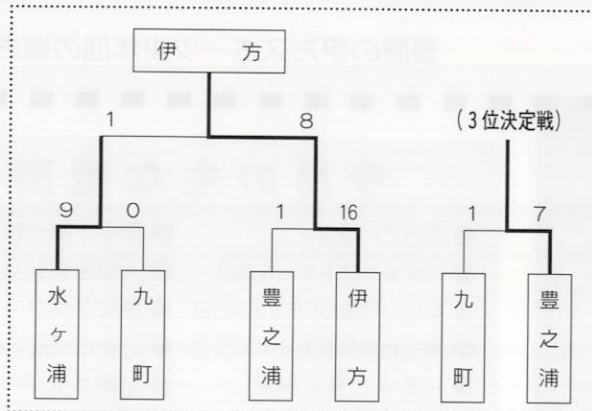 伊方
1 8 (3位決定戦)
9 0 1 16 1 7
水ヶ浦 九町 豊之浦 伊方 九町 豊之浦